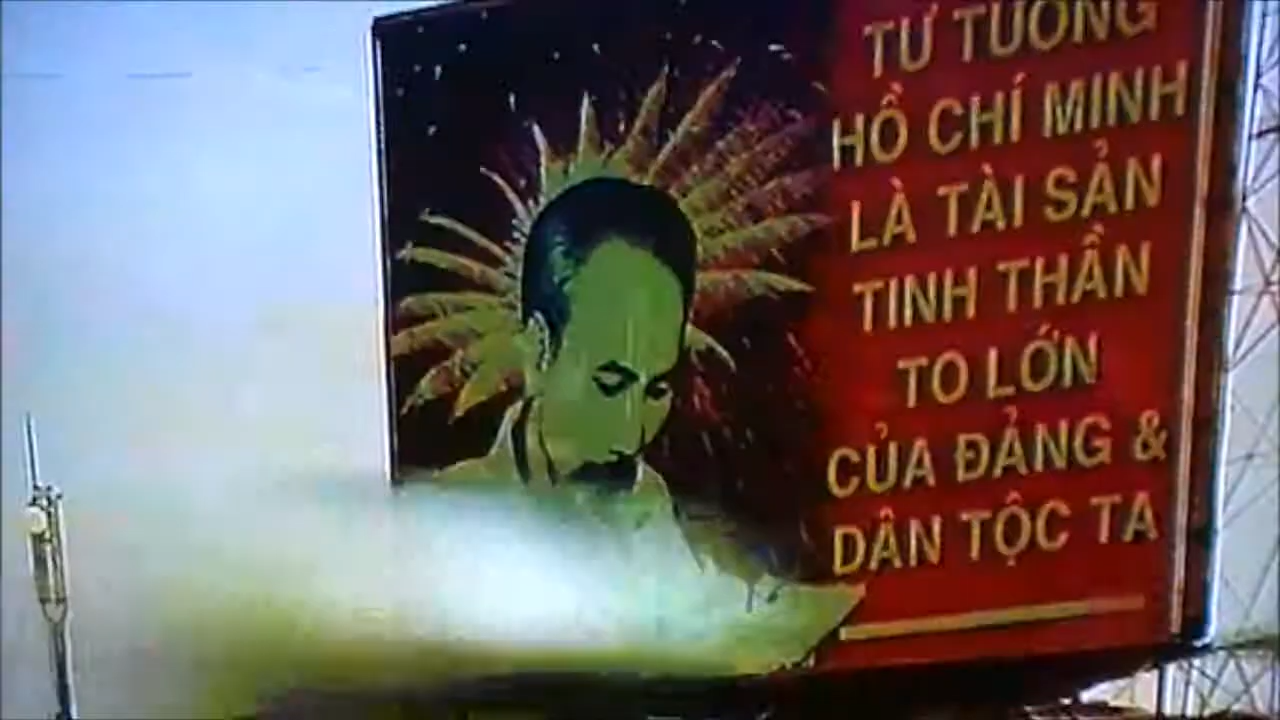 TƯ TƯỞNG
HỒ CHÍ MINH
LÀ TÀI SẢN
TINH THẦN
TO LỚN
CỦA ĐẢNG &
DÂN TỘC TA